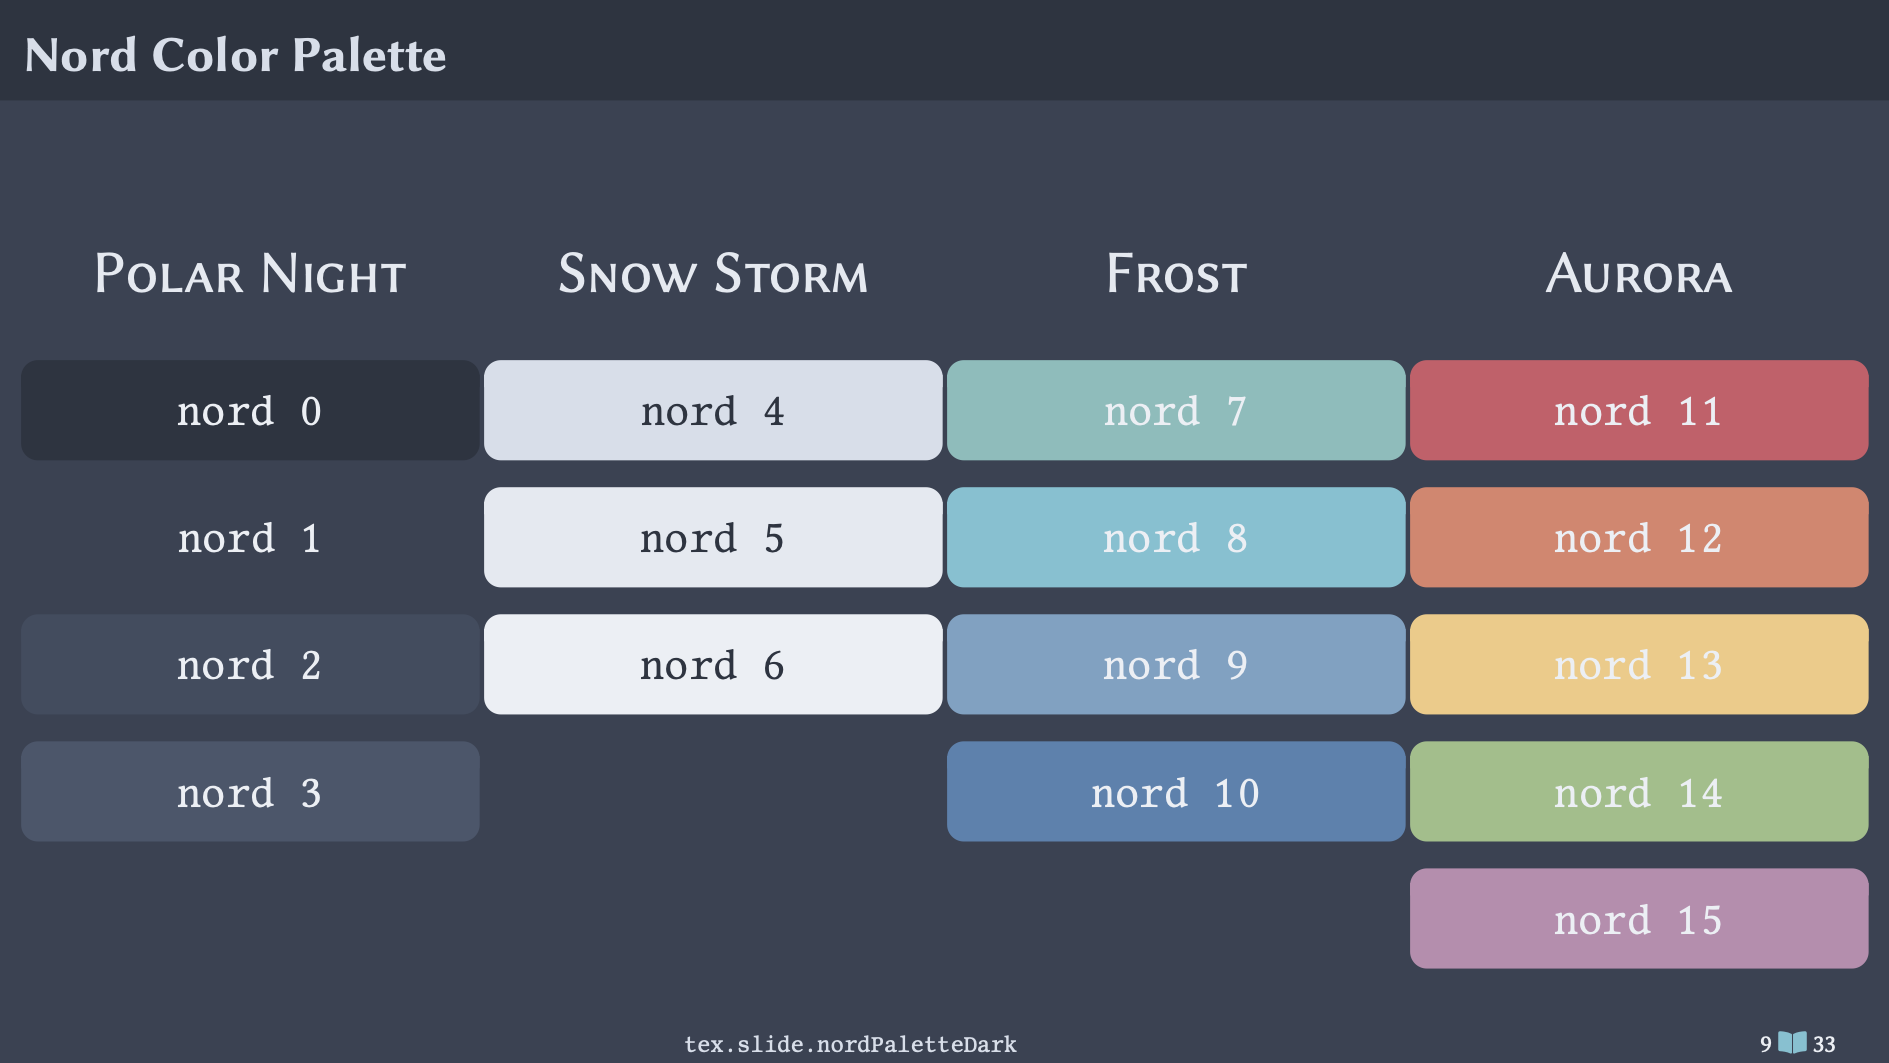 Nord Color Palette
Polar Night
Snow Storm
Frost
Aurora
nord 0
nord 4
nord 7
nord 11
nord 1
nord 5
nord 8
nord 12
nord 2
nord 6
nord 9
nord 13
nord 3
nord 10
nord 14
nord 15
tex.slide.nordPaletteDark
9 33